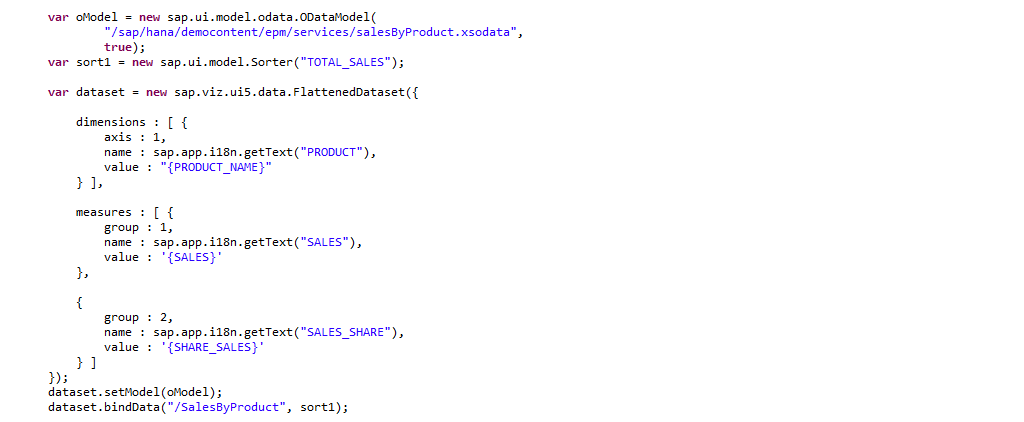 var oModel = new sap.ui.model.odata.ODataModel(
"/sap/hana/democontent/epm/services/salesByProduct.xsodata",
true);
var sort1 = new sap.ui.model.Sorter("TOTAL_SALES");
var dataset = new sap.viz.ui5.data.FlattenedDataset({
dimensions : [ {
axis : 1,
name : sap.app.i18n.getText("PRODUCT"),
value : "{PRODUCT_NAME}"
} ],
measures : [ {
group : 1,
name : sap.app.i18n.getText("SALES"),
value : '{SALES}'
},
{
group : 2,
name : sap.app.i18n.getText("SALES_SHARE"),
value : '{SHARE_SALES}'
} ]
});
dataset.setModel(oModel);
dataset.bindData("/SalesByProduct", sort1);